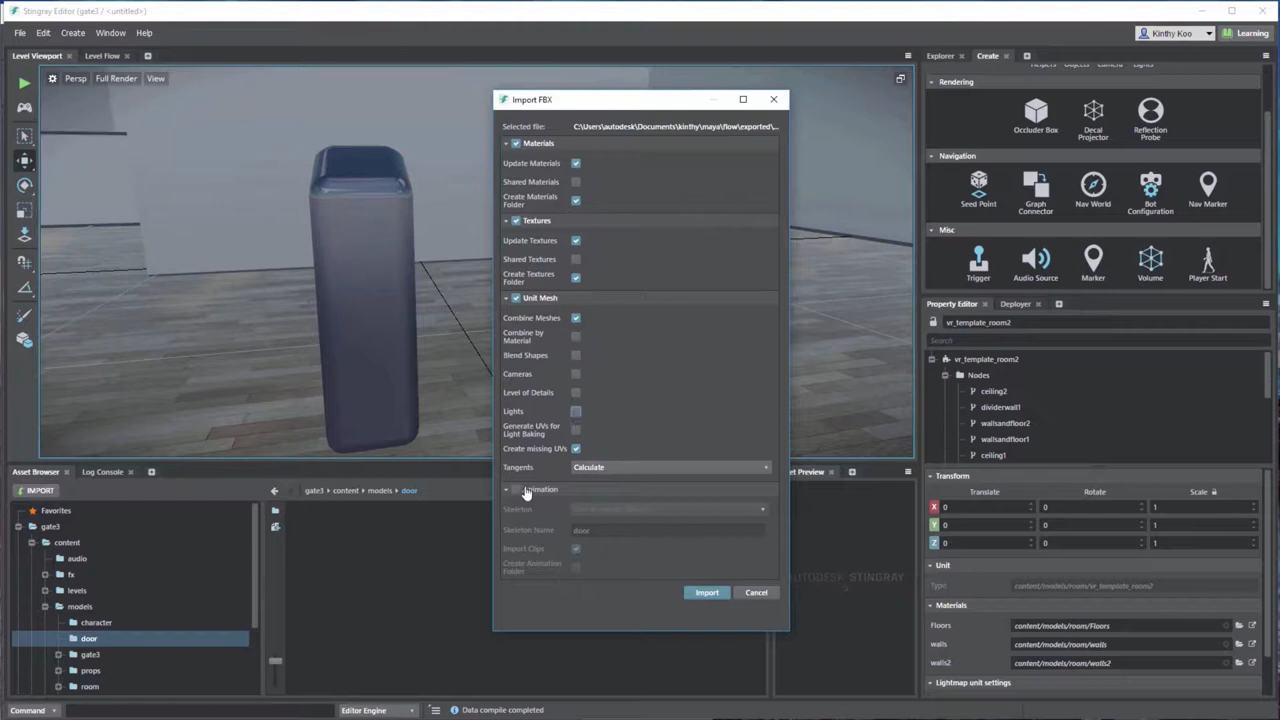 Stingray Editor (gate3 / <untitled>)
File Edit Create Window Help
Kinthy Koo
Learning
Level Viewport
Level Flow
Persp
Full Render
View
Import FBX
Selected file: C:\Users\autodesk\Documents\kinthy\maya\flow\exported\...
Materials
Update Materials
Shared Materials
Create Materials
Folder
Textures
Update Textures
Shared Textures
Create Textures
Folder
Unit Mesh
Combine Meshes
Combine by
Material
Blend Shapes
Cameras
Level of Details
Lights
Generate UVs for
Light Baking
Create missing UVs
Tangents Calculate
Skeleton
Skeleton Name door
Import Clips
Create Animation
Folder
Import
Cancel
Explorer
Create
Helpers Objects Camera Lights
Rendering
Occluder Box
Decal
Projector
Reflection
Probe
Navigation
Seed Point
Graph
Connector
Nav World
Bot
Configuration
Nav Marker
Misc
Trigger
Audio Source
Marker
Volume
Player Start
Property Editor
Deployer
vr_template_room2
Search
vr_template_room2
Nodes
ceiling2
dividerwall1
wallsandfloor2
wallsandfloor1
ceiling1
Transform
Translate Rotate Scale
X 0 0 1
Y 0 0 1
Z 0 0 1
Unit
Type content/models/room/vr_template_room2
Materials
Floors content/models/room/Floors
walls content/models/room/walls
walls2 content/models/room/walls2
Lightmap unit settings
Asset Browser
Log Console
IMPORT
gate3 › content › models › door
Favorites
gate3
content
audio
fx
levels
models
character
door
gate3
props
room
set Preview
UTODESK STINGRAY
Command
Editor Engine
Data compile completed